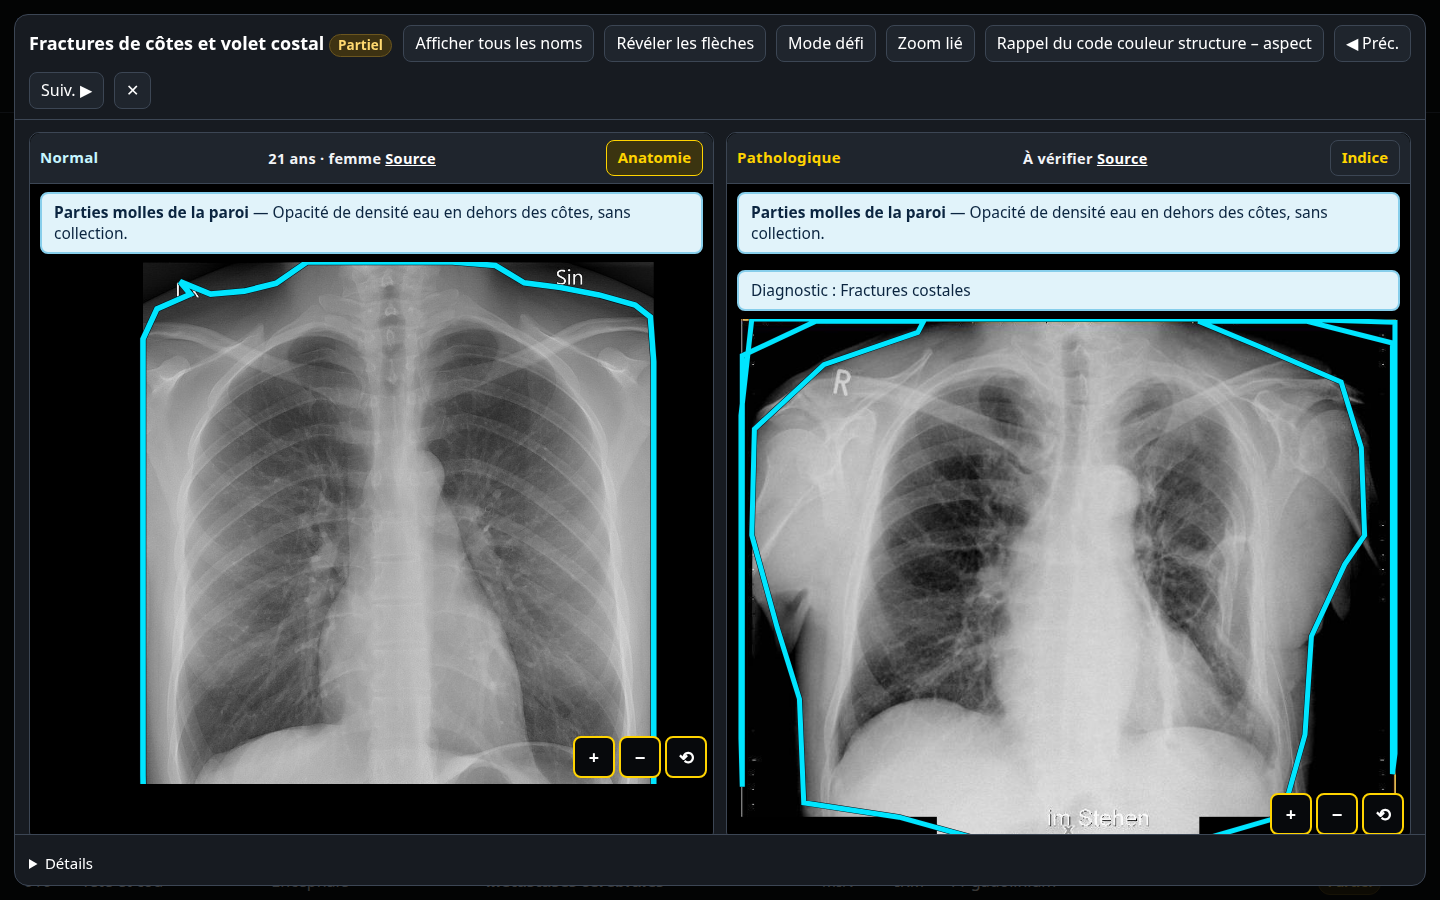 Fractures de côtes et volet costal Partiel Afficher tous les noms Révéler les flèches Mode défi Zoom lié Rappel du code couleur structure – aspect ◀ Préc.
Suiv. ▶ ✕
Normal 21 ans · femme Source Anatomie
Parties molles de la paroi — Opacité de densité eau en dehors des côtes, sans
collection.
Sin
+ − ⟲
Pathologique À vérifier Source Indice
Parties molles de la paroi — Opacité de densité eau en dehors des côtes, sans
collection.
Diagnostic : Fractures costales
R
im Stehen
+ − ⟲
▶ Détails